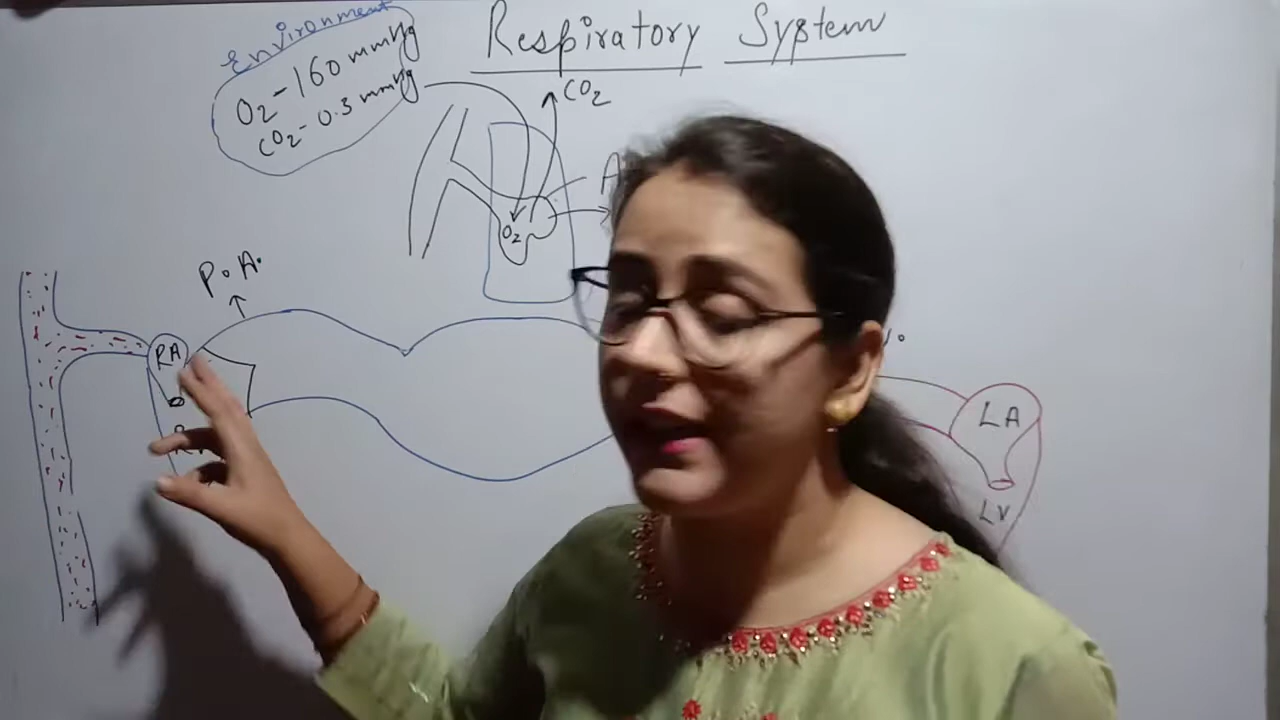 Environment
O2 - 160 mmHg
CO2 - 0.3 mmHg
Respiratory System
CO2
A
O2
P. A.
RA
R
LA
LV